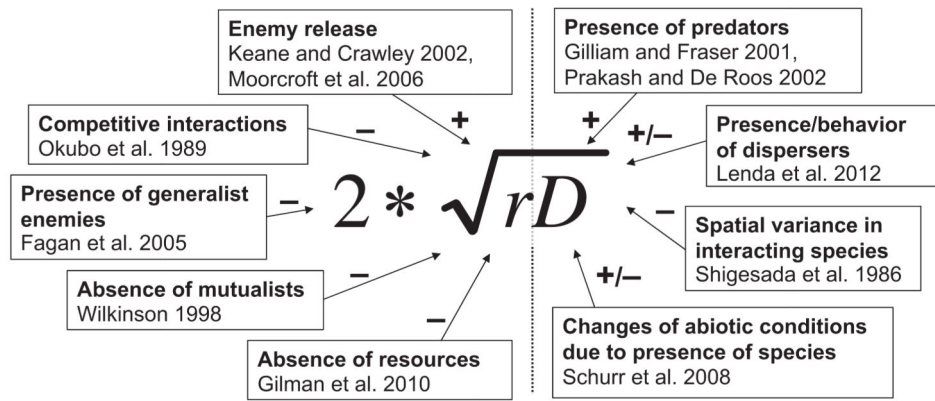 Enemy release
Keane and Crawley 2002,
Moorcroft et al. 2006
Presence of predators
Gilliam and Fraser 2001,
Prakash and De Roos 2002
Competitive interactions
Okubo et al. 1989
–
+
+
+/–
Presence/behavior
of dispersers
Lenda et al. 2012
Presence of generalist
enemies
Fagan et al. 2005
–
2 * √rD
–
Spatial variance in
interacting species
Shigesada et al. 1986
Absence of mutualists
Wilkinson 1998
–
–
+/–
Absence of resources
Gilman et al. 2010
Changes of abiotic conditions
due to presence of species
Schurr et al. 2008